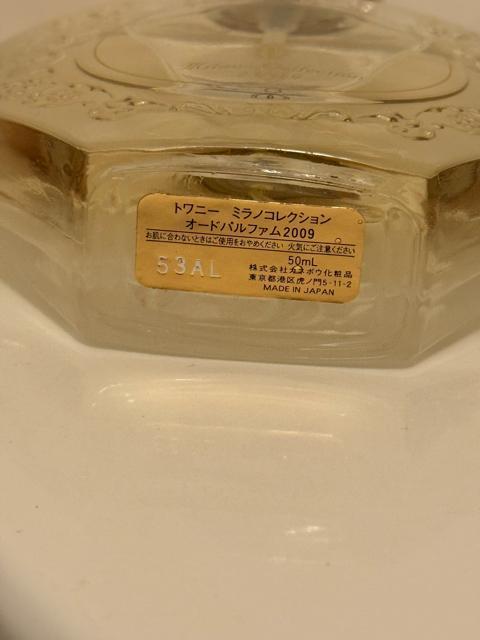 Milano Collection
トワニー ミラノコレクション
オードパルファム2009
お肌に合わないときはご使用をおやめください 火気にご注意ください
50mL
53AL
株式会社カネボウ化粧品
東京都港区虎ノ門5-11-2
MADE IN JAPAN